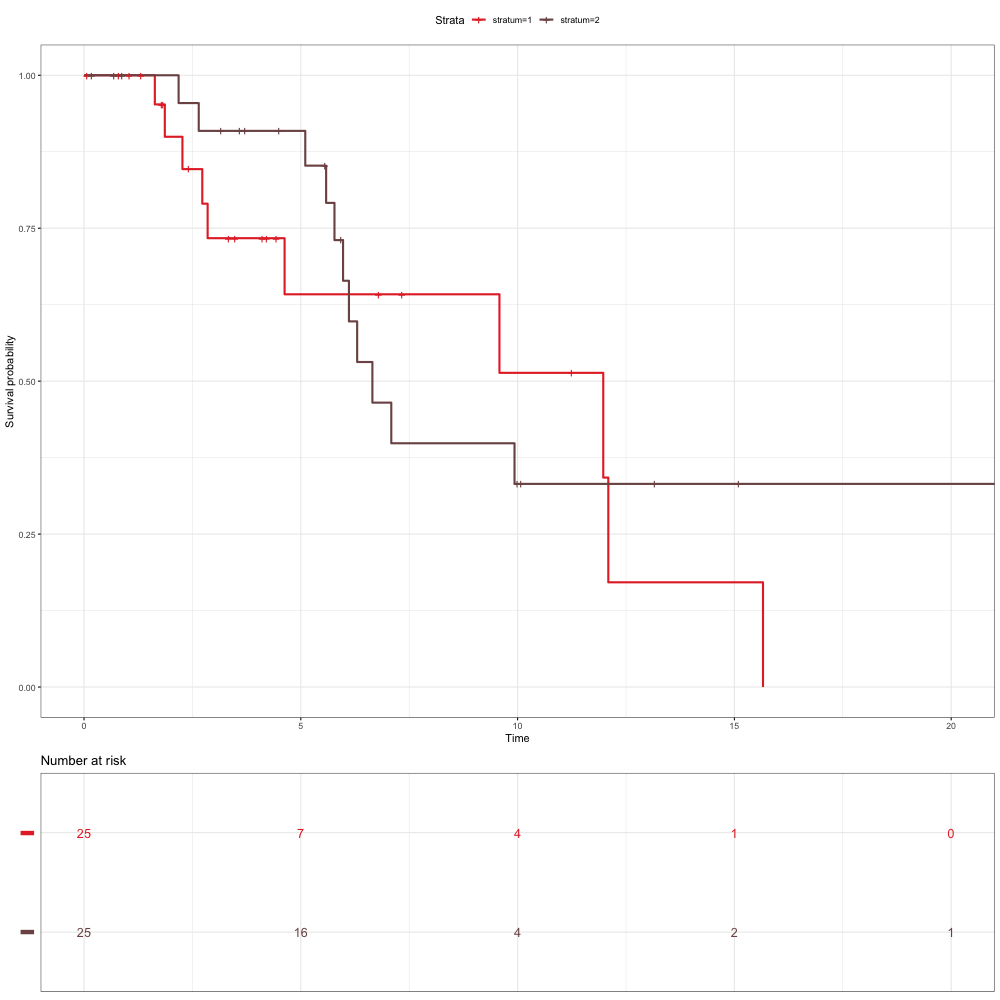 Strata stratum=1 stratum=2
Survival probability
1.00
0.75
0.50
0.25
0.00
0 5 10 15 20
Time
Number at risk
25 7 4 1 0
25 16 4 2 1